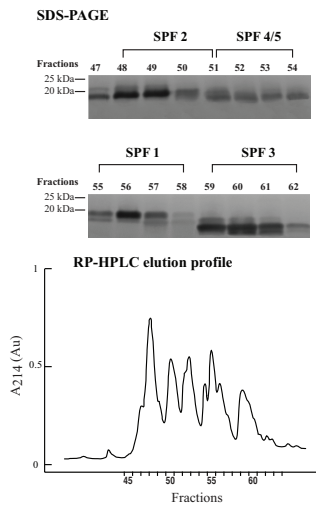 SDS-PAGE
SPF 2 SPF 4/5
Fractions 47 48 49 50 51 52 53 54
25 kDa
20 kDa
SPF 1 SPF 3
Fractions 55 56 57 58 59 60 61 62
25 kDa
20 kDa
RP-HPLC elution profile
1
0.5
0
A214 (Au)
45 50 55 60
Fractions